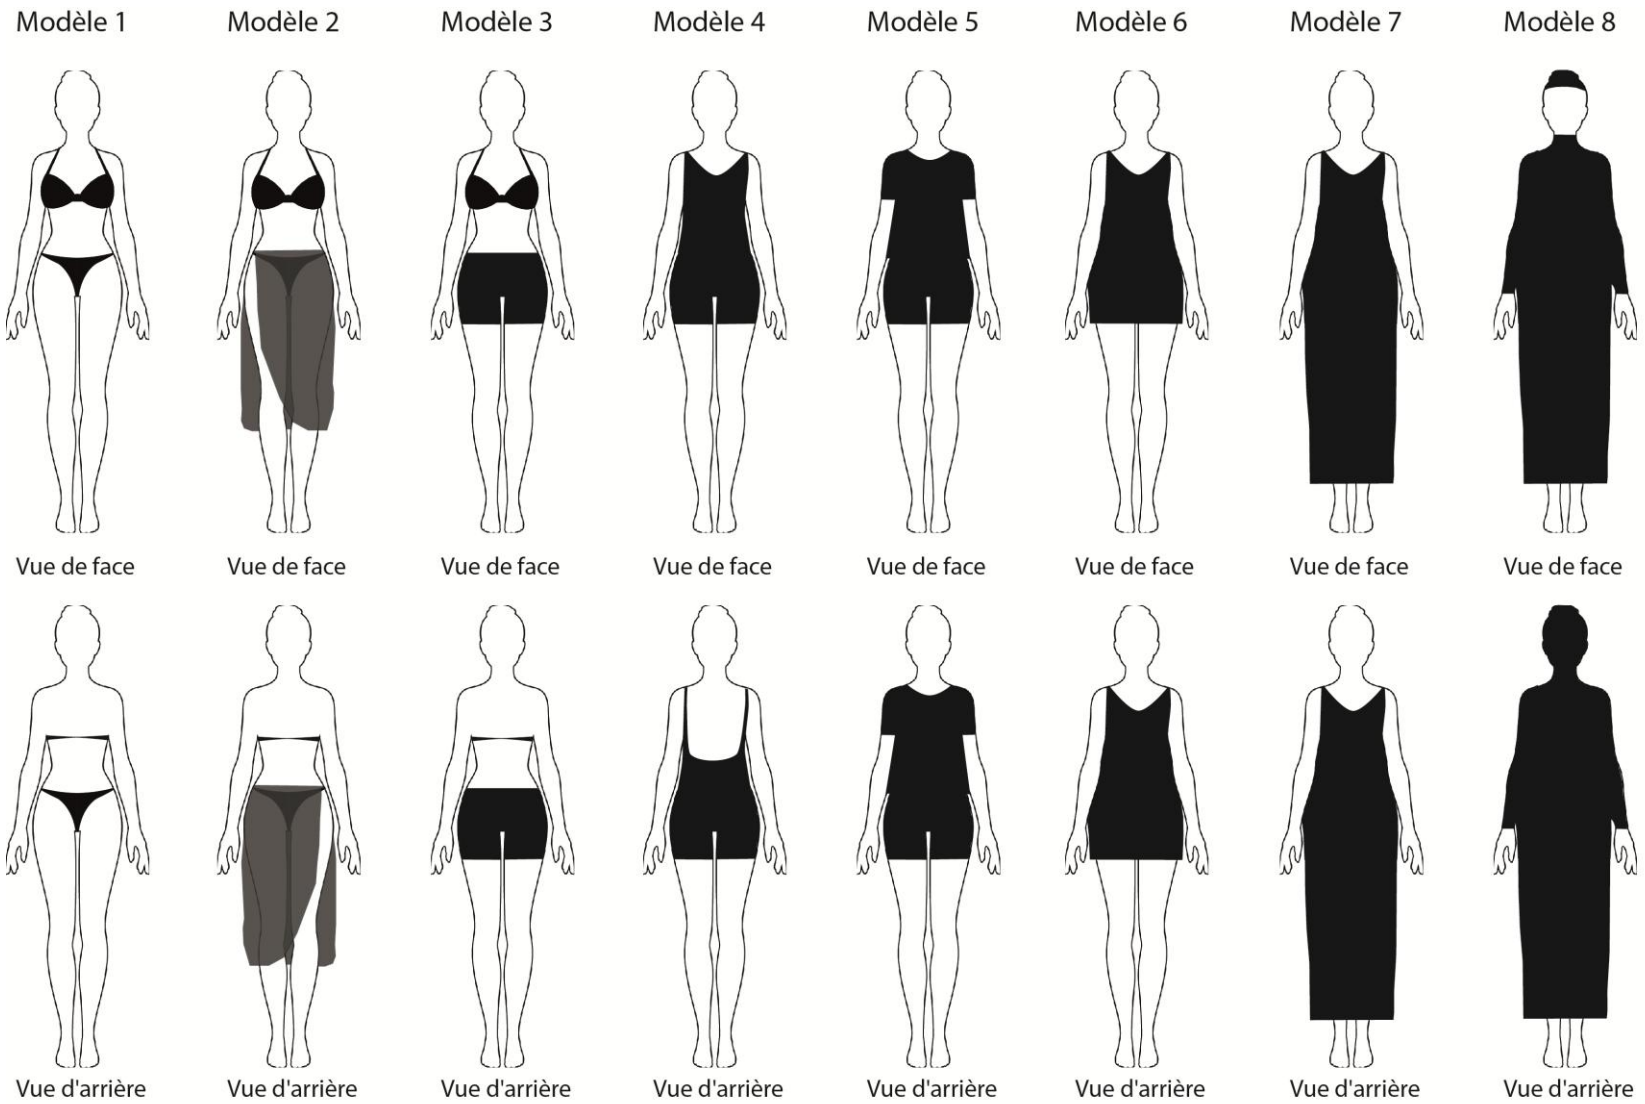 Modèle 1 Modèle 2 Modèle 3 Modèle 4 Modèle 5 Modèle 6 Modèle 7 Modèle 8
Vue de face Vue de face Vue de face Vue de face Vue de face Vue de face Vue de face Vue de face
Vue d'arrière Vue d'arrière Vue d'arrière Vue d'arrière Vue d'arrière Vue d'arrière Vue d'arrière Vue d'arrière